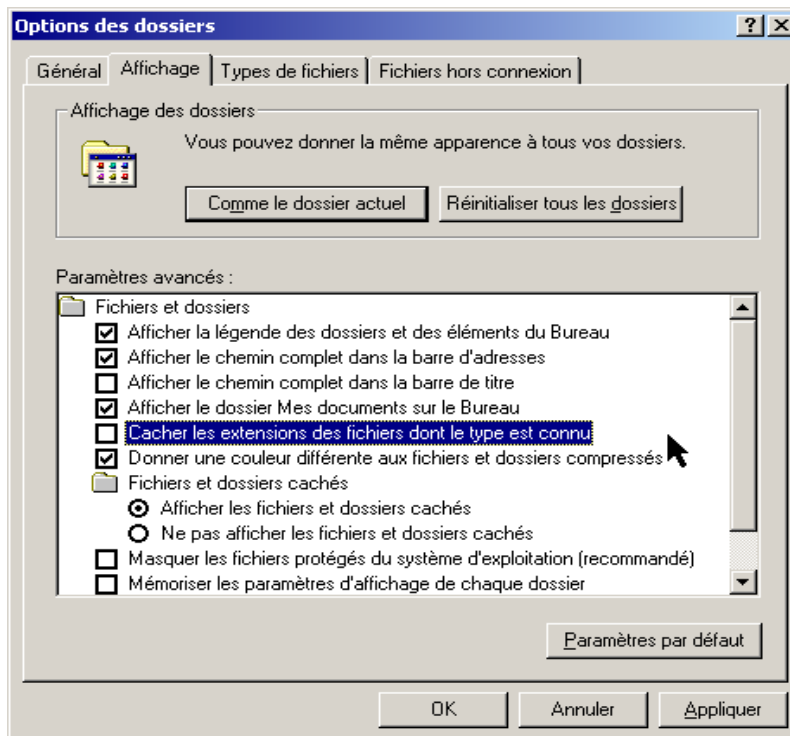 Options des dossiers
Général Affichage Types de fichiers Fichiers hors connexion
Affichage des dossiers
Vous pouvez donner la même apparence à tous vos dossiers.
Comme le dossier actuel Réinitialiser tous les dossiers
Paramètres avancés :
Fichiers et dossiers
Afficher la légende des dossiers et des éléments du Bureau
Afficher le chemin complet dans la barre d'adresses
Afficher le chemin complet dans la barre de titre
Afficher le dossier Mes documents sur le Bureau
Cacher les extensions des fichiers dont le type est connu
Donner une couleur différente aux fichiers et dossiers compressés
Fichiers et dossiers cachés
Afficher les fichiers et dossiers cachés
Ne pas afficher les fichiers et dossiers cachés
Masquer les fichiers protégés du système d'exploitation (recommandé)
Mémoriser les paramètres d'affichage de chaque dossier
Paramètres par défaut
OK Annuler Appliquer